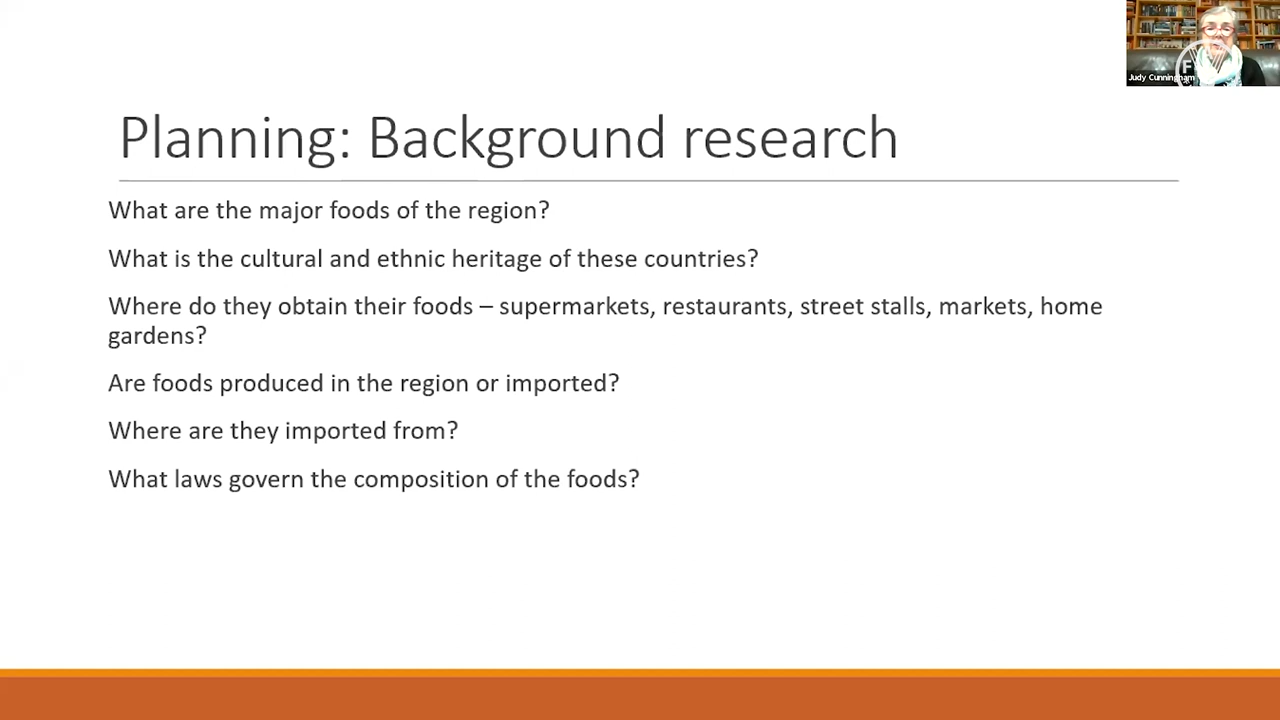 Judy Cunningham
Planning: Background research
What are the major foods of the region?
What is the cultural and ethnic heritage of these countries?
Where do they obtain their foods – supermarkets, restaurants, street stalls, markets, home
gardens?
Are foods produced in the region or imported?
Where are they imported from?
What laws govern the composition of the foods?